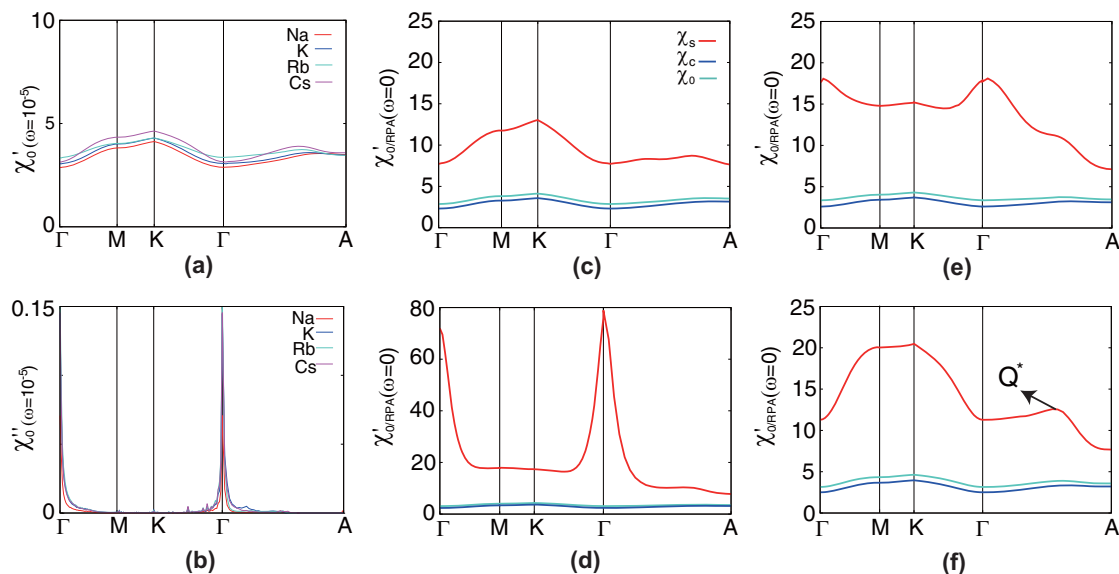 10
5
0
χ'₀ (ω=10⁻⁵)
Na
K
Rb
Cs
Γ M K Γ A
(a)
25
20
15
10
5
0
χ'₀/RPA(ω=0)
χₛ
χ꜀
χ₀
Γ M K Γ A
(c)
25
20
15
10
5
0
χ'₀/RPA(ω=0)
Γ M K Γ A
(e)
0.15
0
χ''₀ (ω=10⁻⁵)
Na
K
Rb
Cs
Γ M K Γ A
(b)
80
60
40
20
0
χ'₀/RPA(ω=0)
Γ M K Γ A
(d)
25
20
15
10
5
0
χ'₀/RPA(ω=0)
Q*
Γ M K Γ A
(f)